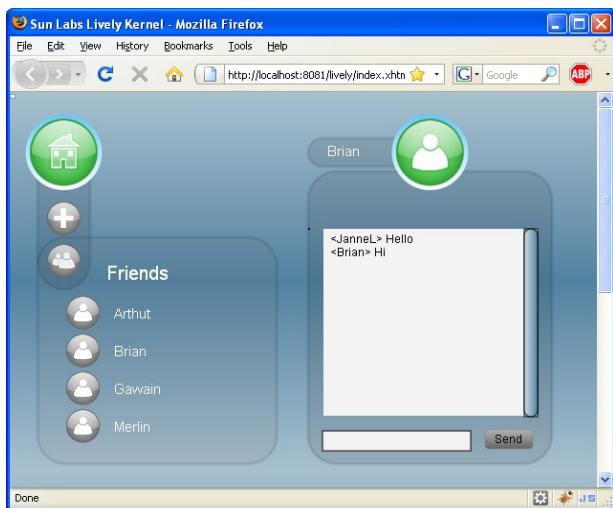 Sun Labs Lively Kernel - Mozilla Firefox
File Edit View History Bookmarks Tools Help
http://localhost:8081/lively/index.xhtm
G Google
ABP
Brian
<JanneL> Hello
<Brian> Hi
Friends
Arthut
Brian
Gawain
Merlin
Send
Done
JS